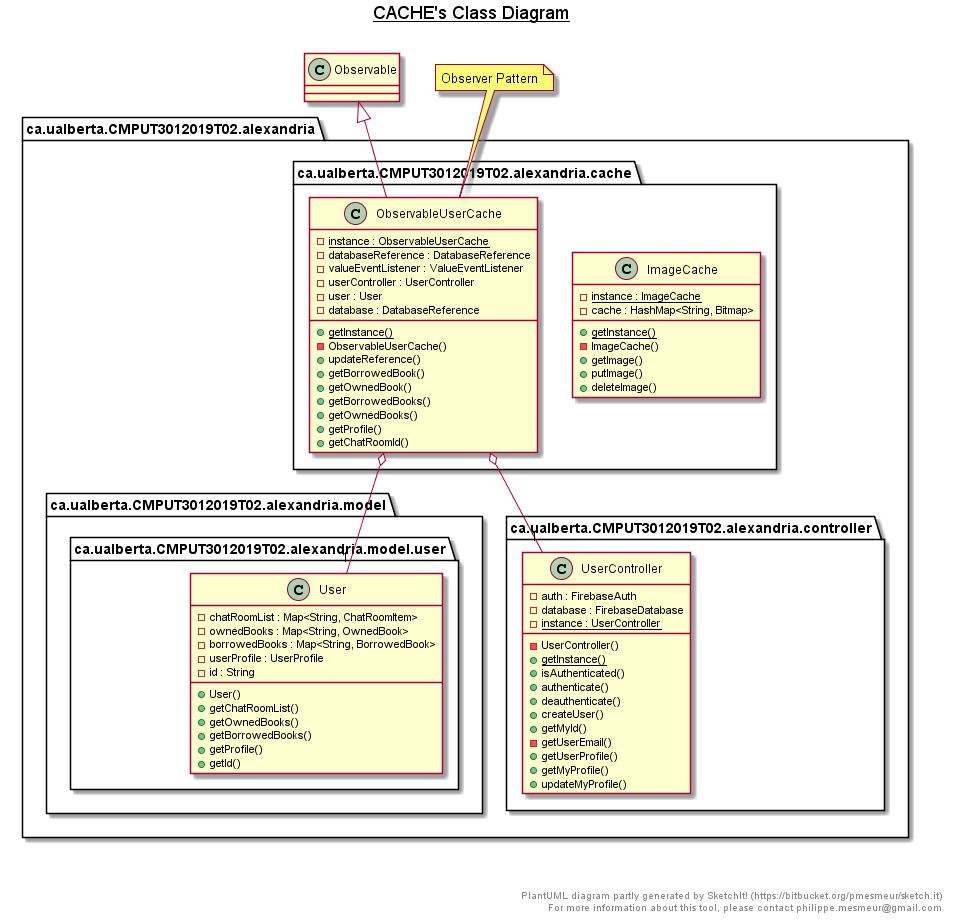 CACHE's Class Diagram
C Observable
Observer Pattern
ca.ualberta.CMPUT3012019T02.alexandria
ca.ualberta.CMPUT3012019T02.alexandria.cache
C ObservableUserCache
instance : ObservableUserCache
databaseReference : DatabaseReference
valueEventListener : ValueEventListener
userController : UserController
user : User
database : DatabaseReference
getInstance()
ObservableUserCache()
updateReference()
getBorrowedBook()
getOwnedBook()
getBorrowedBooks()
getOwnedBooks()
getProfile()
getChatRoomId()
C ImageCache
instance : ImageCache
cache : HashMap<String, Bitmap>
getInstance()
ImageCache()
getImage()
putImage()
deleteImage()
ca.ualberta.CMPUT3012019T02.alexandria.model
ca.ualberta.CMPUT3012019T02.alexandria.model.user
C User
chatRoomList : Map<String, ChatRoomItem>
ownedBooks : Map<String, OwnedBook>
borrowedBooks : Map<String, BorrowedBook>
userProfile : UserProfile
id : String
User()
getChatRoomList()
getOwnedBooks()
getBorrowedBooks()
getProfile()
getId()
ca.ualberta.CMPUT3012019T02.alexandria.controller
C UserController
auth : FirebaseAuth
database : FirebaseDatabase
instance : UserController
UserController()
getInstance()
isAuthenticated()
authenticate()
deauthenticate()
createUser()
getMyId()
getUserEmail()
getUserProfile()
getMyProfile()
updateMyProfile()
PlantUML diagram partly generated by SketchIt! (https://bitbucket.org/pmesmeur/sketch.it)
For more information about this tool, please contact philippe.mesmeur@gmail.com